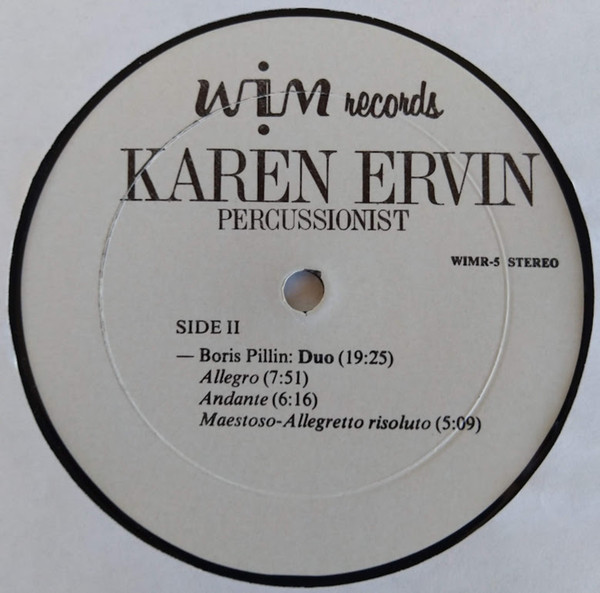 wim records
KAREN ERVIN
PERCUSSIONIST
WIMR-5 STEREO
SIDE II
— Boris Pillin: Duo (19:25)
Allegro (7:51)
Andante (6:16)
Maestoso-Allegretto risoluto (5:09)